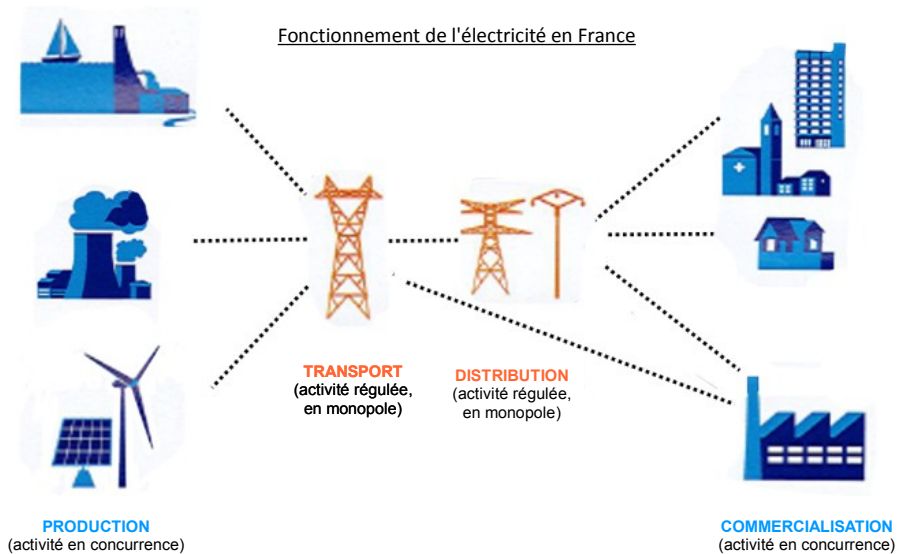 Fonctionnement de l'électricité en France
TRANSPORT
(activité régulée,
en monopole)
DISTRIBUTION
(activité régulée,
en monopole)
PRODUCTION
(activité en concurrence)
COMMERCIALISATION
(activité en concurrence)